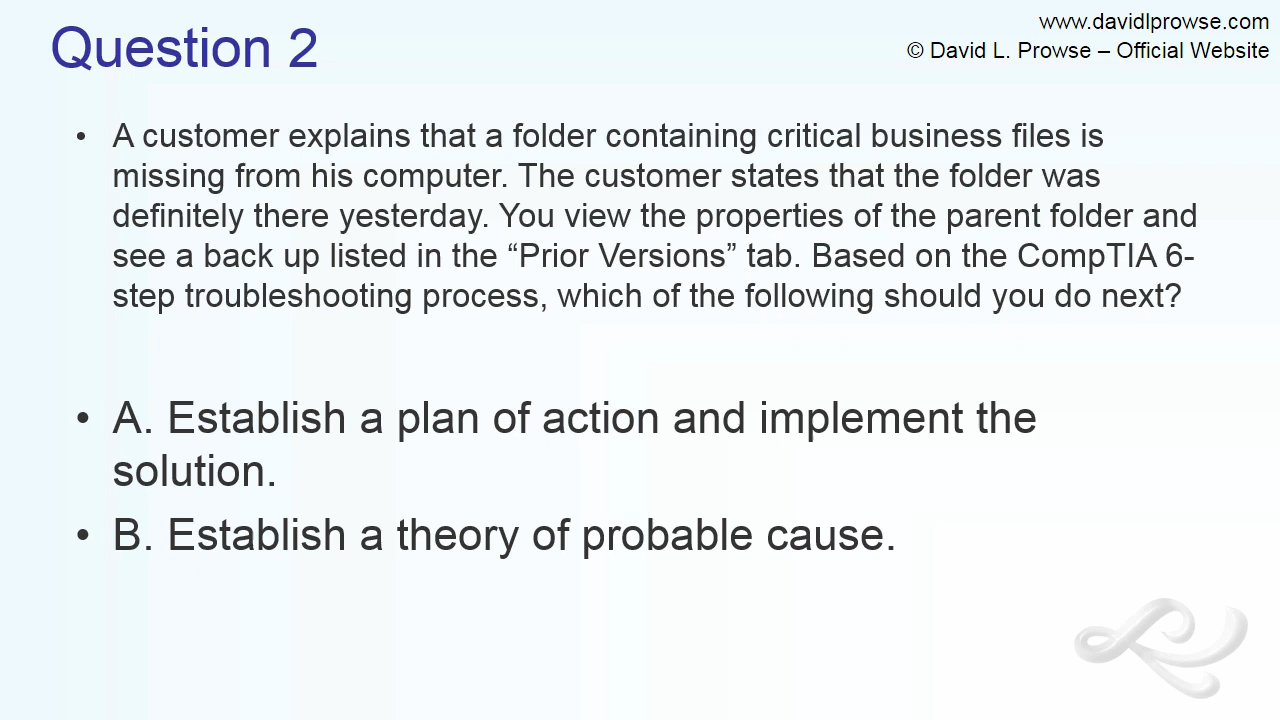 Question 2
www.davidlprowse.com
© David L. Prowse – Official Website
• A customer explains that a folder containing critical business files is
missing from his computer. The customer states that the folder was
definitely there yesterday. You view the properties of the parent folder and
see a back up listed in the “Prior Versions” tab. Based on the CompTIA 6-
step troubleshooting process, which of the following should you do next?
• A. Establish a plan of action and implement the
solution.
• B. Establish a theory of probable cause.